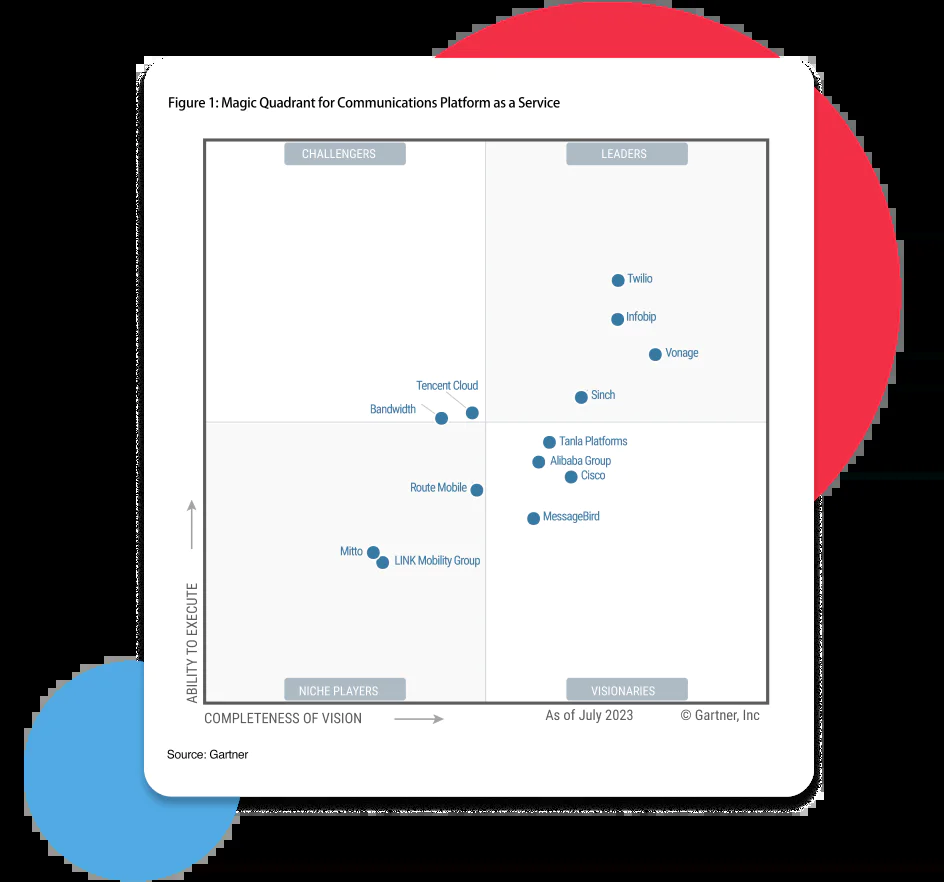 Figure 1: Magic Quadrant for Communications Platform as a Service
CHALLENGERS
LEADERS
Twilio
Infobip
Vonage
Tencent Cloud
Sinch
Bandwidth
Tanla Platforms
Alibaba Group
Cisco
Route Mobile
MessageBird
Mitto
LINK Mobility Group
ABILITY TO EXECUTE
NICHE PLAYERS
VISIONARIES
COMPLETENESS OF VISION
As of July 2023
© Gartner, Inc
Source: Gartner